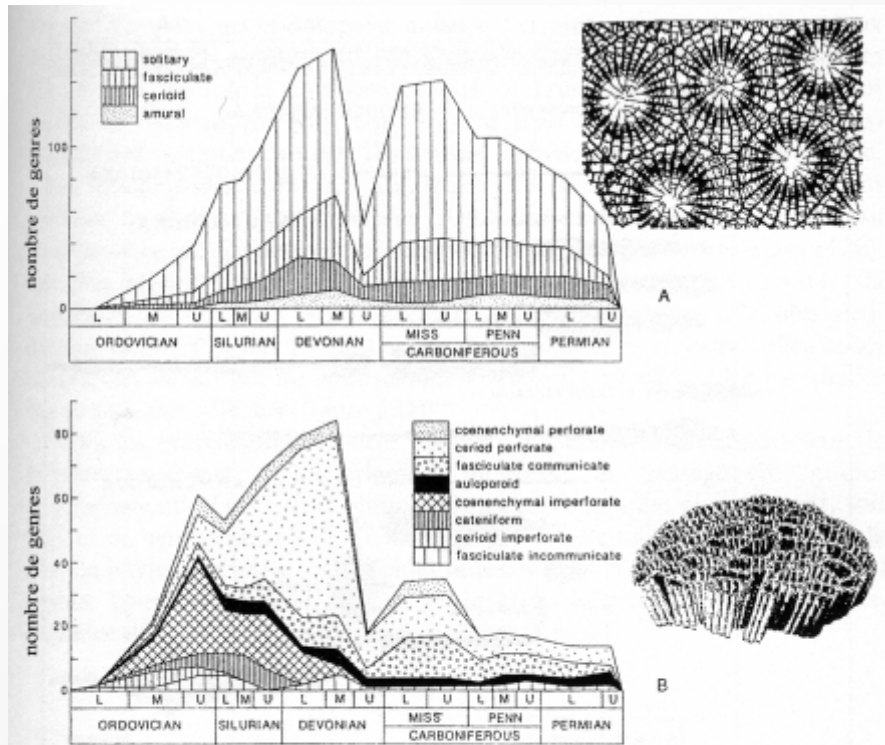 solitary
fasciculate
cerioid
amural
nombre de genres
100
0
L M U L M U L M U L U L M U L U
ORDOVICIAN SILURIAN DEVONIAN MISS PENN PERMIAN
CARBONIFEROUS
A
coenenchymal perforate
ceriod perforate
fasciculate communicate
auloporoid
coenenchymal imperforate
cateniform
cerioid imperforate
fasciculate incommunicate
nombre de genres
80
60
40
20
0
L M U L M U L M U L U L M U L U
ORDOVICIAN SILURIAN DEVONIAN MISS PENN PERMIAN
CARBONIFEROUS
B